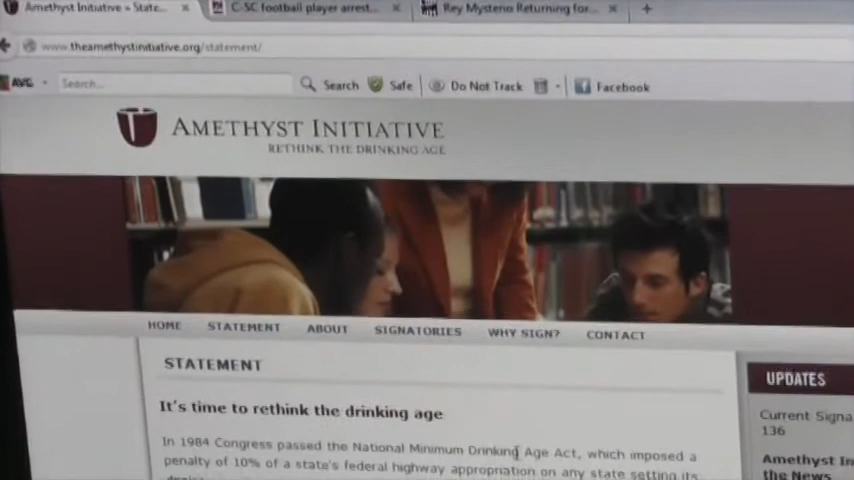 Amethyst Initiative » State...
C-SC football player arrest...
Rey Mysterio Returning for...
www.theamethystinitiative.org/statement/
AVG
Search...
Search
Safe
Do Not Track
Facebook
AMETHYST INITIATIVE
RETHINK THE DRINKING AGE
HOME STATEMENT ABOUT SIGNATORIES WHY SIGN? CONTACT
STATEMENT
It's time to rethink the drinking age
In 1984 Congress passed the National Minimum Drinking Age Act, which imposed a
penalty of 10% of a state's federal highway appropriation on any state setting its
UPDATES
Current Signa
136
Amethyst In
the News